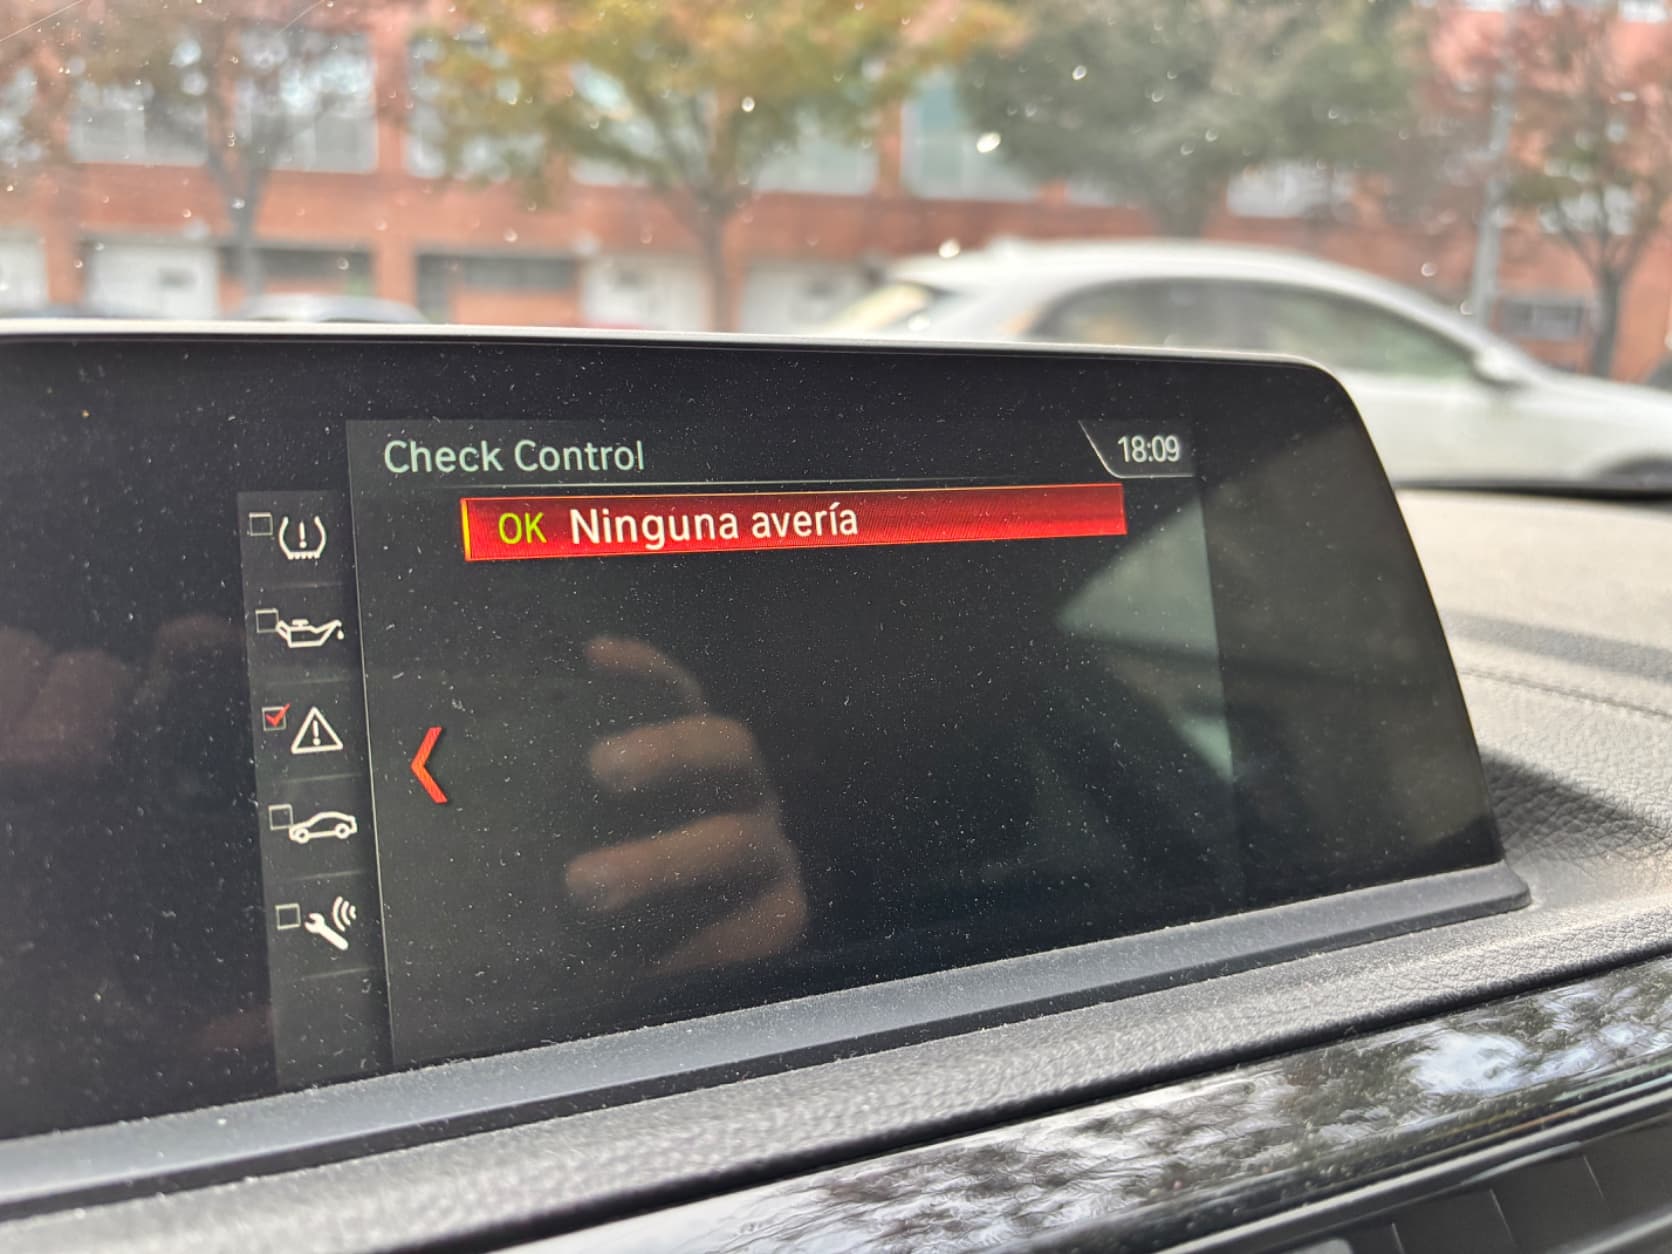 Check Control
18:09
OK Ninguna avería